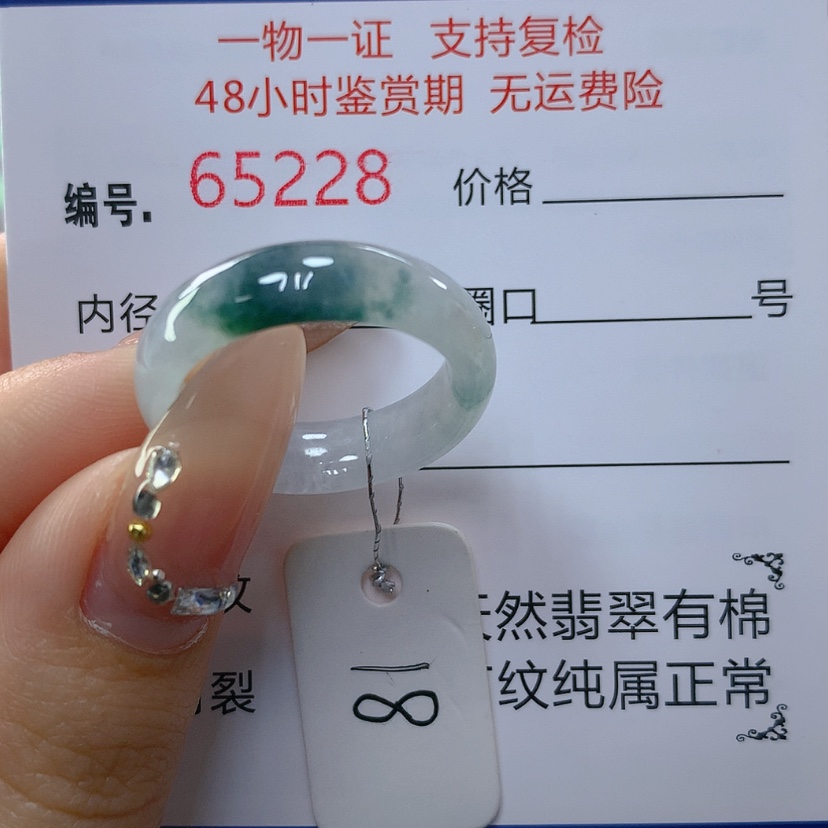 一物一证 支持复检
48小时鉴赏期 无运费险
编号. 65228 价格
内径 圈口 号
然翡翠有棉
裂 纹纯属正常
18